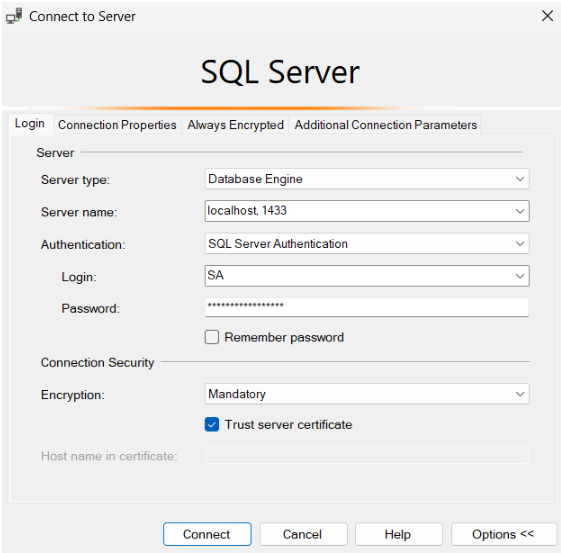 Connect to Server
SQL Server
Login Connection Properties Always Encrypted Additional Connection Parameters
Server
Server type: Database Engine
Server name: localhost, 1433
Authentication: SQL Server Authentication
Login: SA
Password: *****************
Remember password
Connection Security
Encryption: Mandatory
Trust server certificate
Host name in certificate:
Connect Cancel Help Options <<